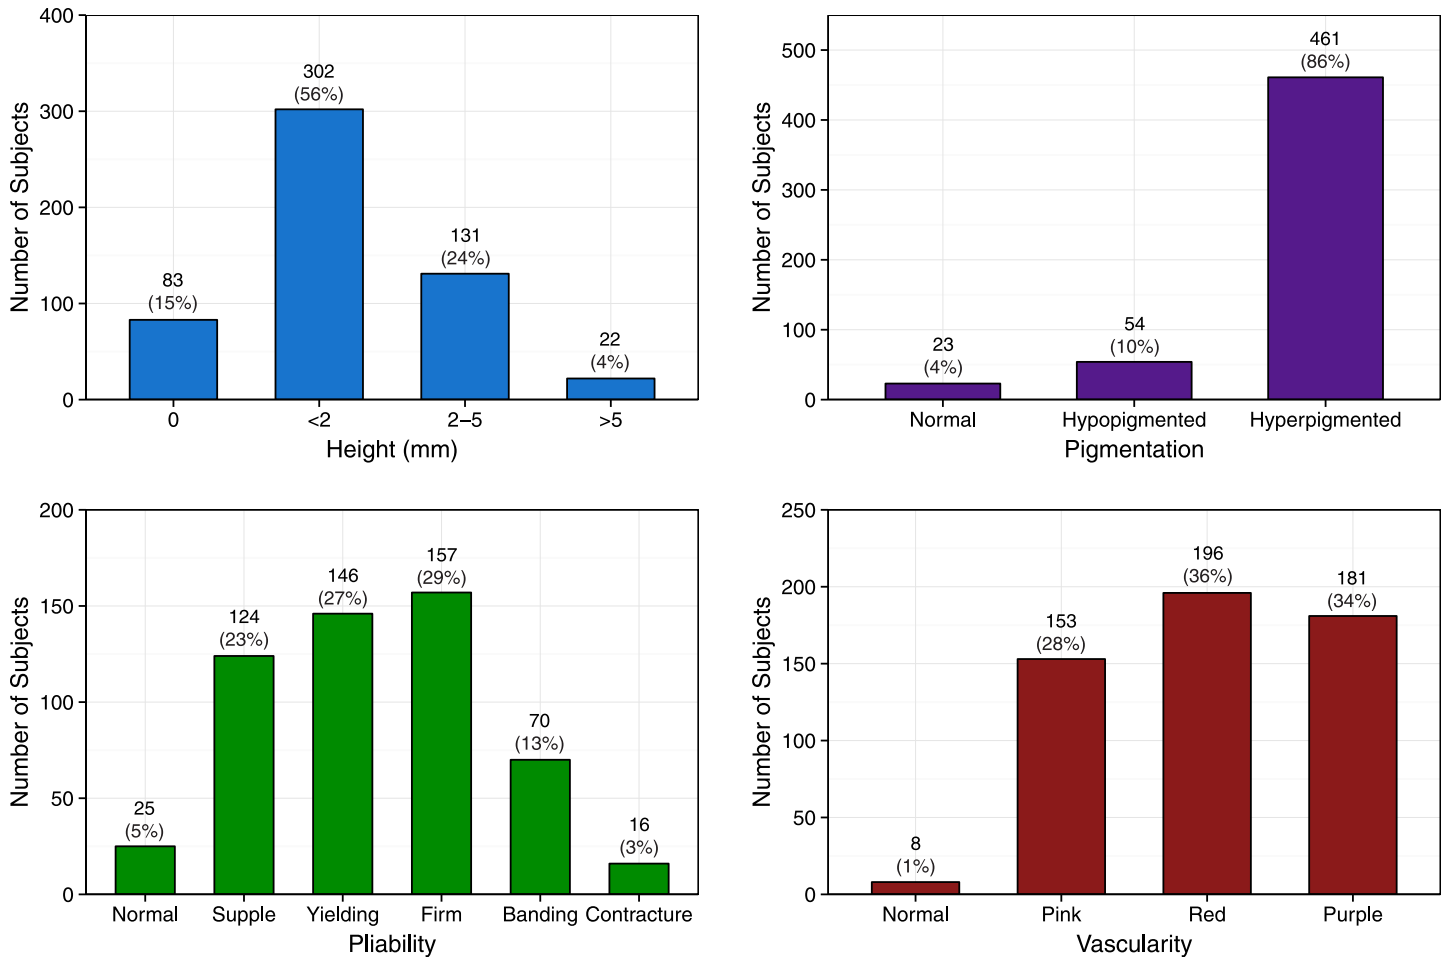 400
300
200
100
0
Number of Subjects
83
(15%)
302
(56%)
131
(24%)
22
(4%)
0
<2
2–5
>5
Height (mm)
500
400
300
200
100
0
Number of Subjects
23
(4%)
54
(10%)
461
(86%)
Normal
Hypopigmented
Hyperpigmented
Pigmentation
200
150
100
50
0
Number of Subjects
25
(5%)
124
(23%)
146
(27%)
157
(29%)
70
(13%)
16
(3%)
Normal
Supple
Yielding
Firm
Banding
Contracture
Pliability
250
200
150
100
50
0
Number of Subjects
8
(1%)
153
(28%)
196
(36%)
181
(34%)
Normal
Pink
Red
Purple
Vascularity